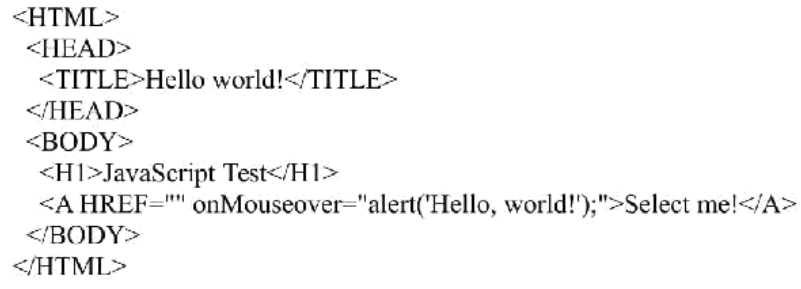 <HTML>
<HEAD>
<TITLE>Hello world!</TITLE>
</HEAD>
<BODY>
<H1>JavaScript Test</H1>
<A HREF="" onMouseover="alert('Hello, world!');">Select me!</A>
</BODY>
</HTML>